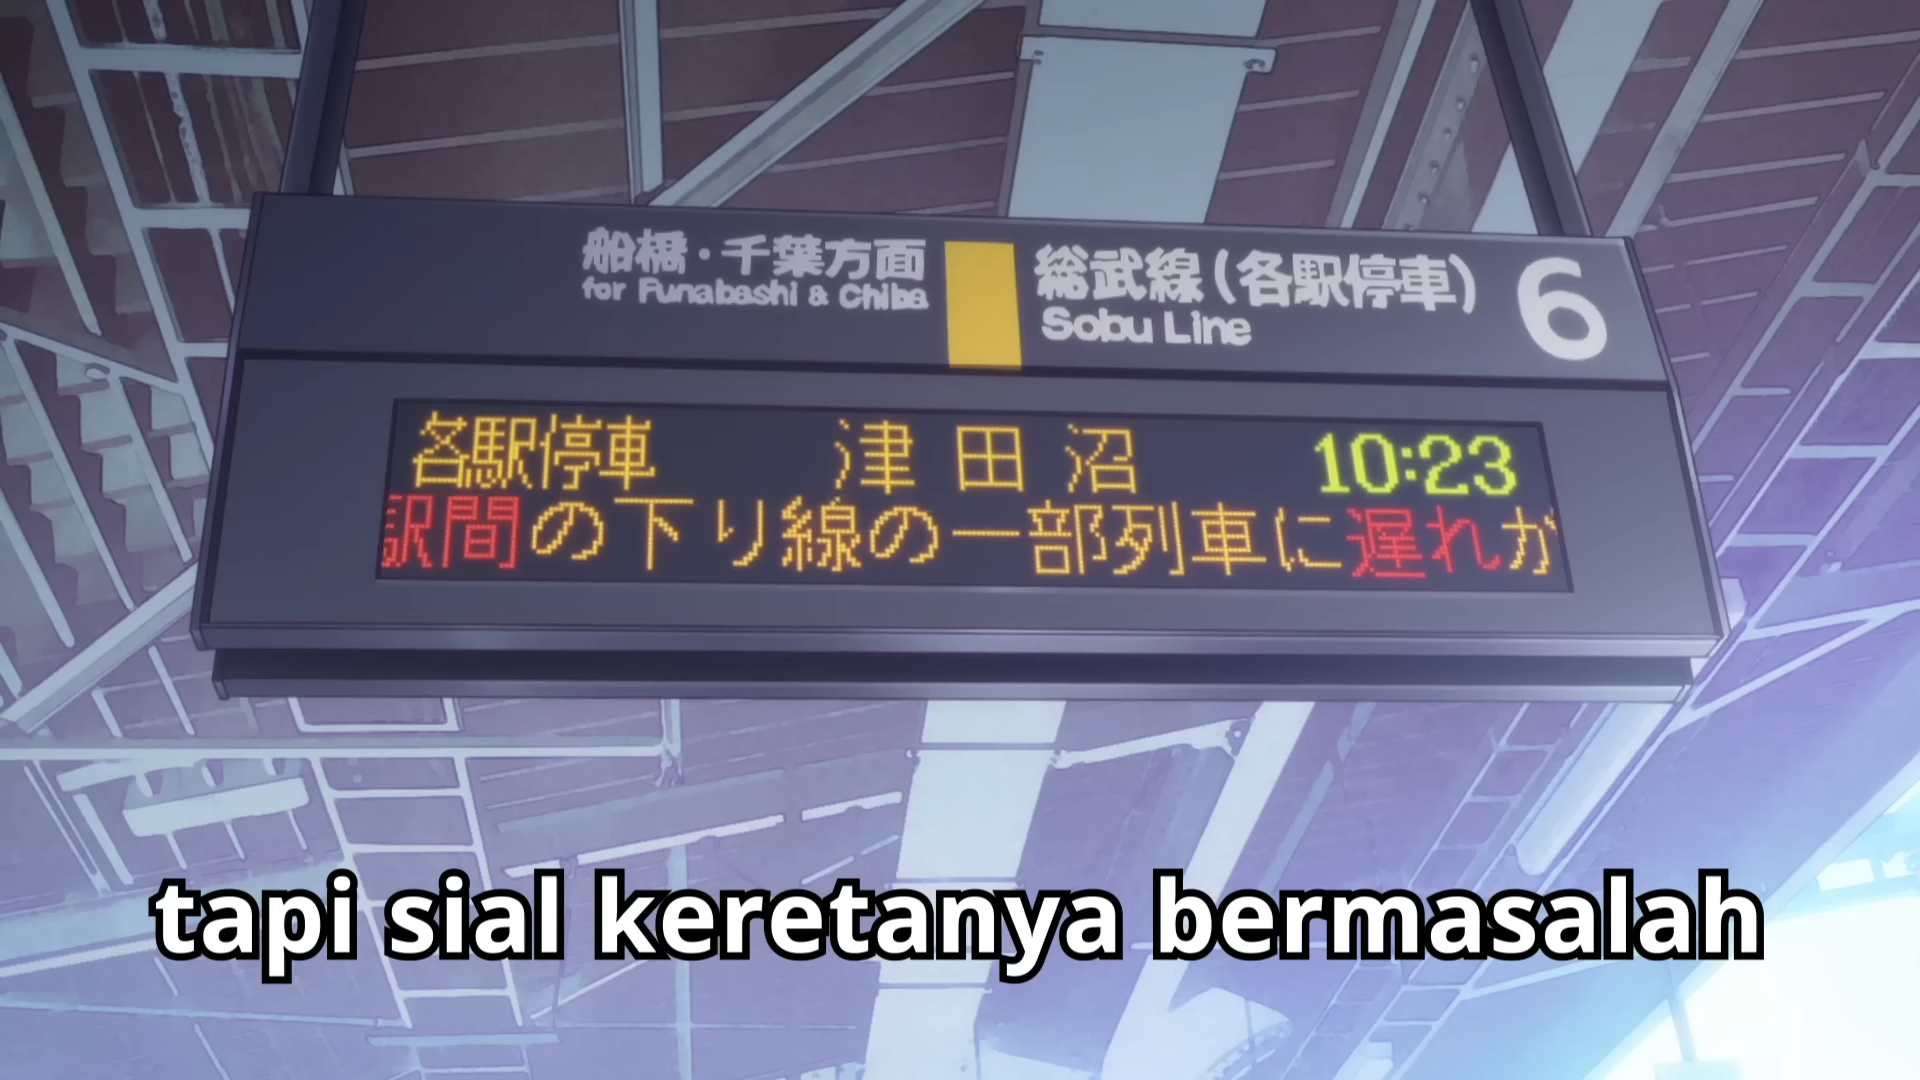 船橋・千葉方面
for Funabashi & Chiba
総武線(各駅停車)
Sobu Line
6
各駅停車 津田沼 10:23
駅間の下り線の一部列車に遅れが
tapi sial keretanya bermasalah